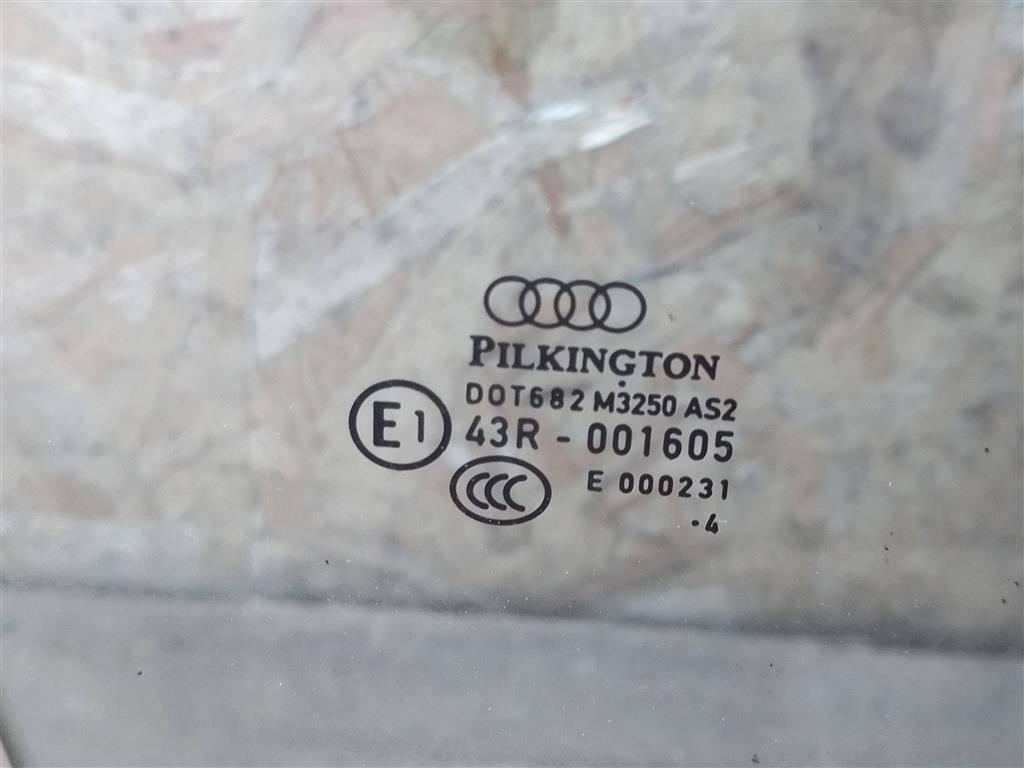 PILKINGTON
DOT682 M3250 AS2
E1 43R - 001605
CCC E 000231
.4